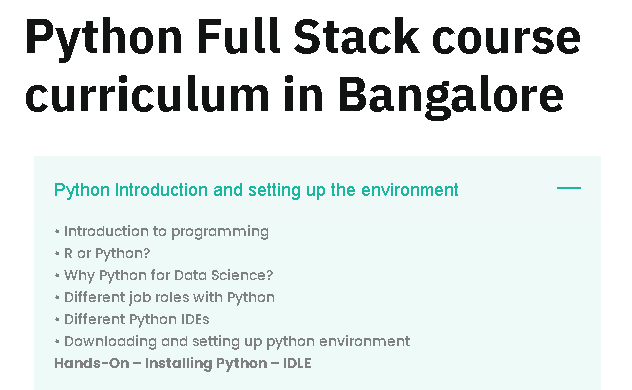 Python Full Stack course
curriculum in Bangalore
Python Introduction and setting up the environment
• Introduction to programming
• R or Python?
• Why Python for Data Science?
• Different job roles with Python
• Different Python IDEs
• Downloading and setting up python environment
Hands-On – Installing Python – IDLE